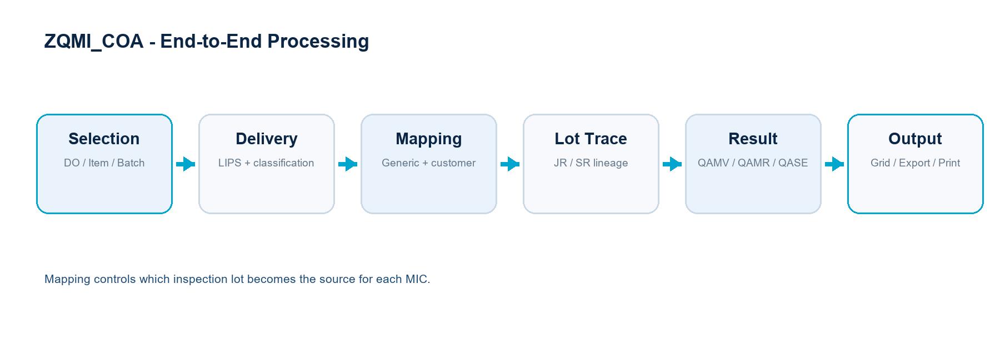 ZQMI_COA - End-to-End Processing
Selection
DO / Item / Batch
Delivery
LIPS + classification
Mapping
Generic + customer
Lot Trace
JR / SR lineage
Result
QAMV / QAMR / QASE
Output
Grid / Export / Print
Mapping controls which inspection lot becomes the source for each MIC.